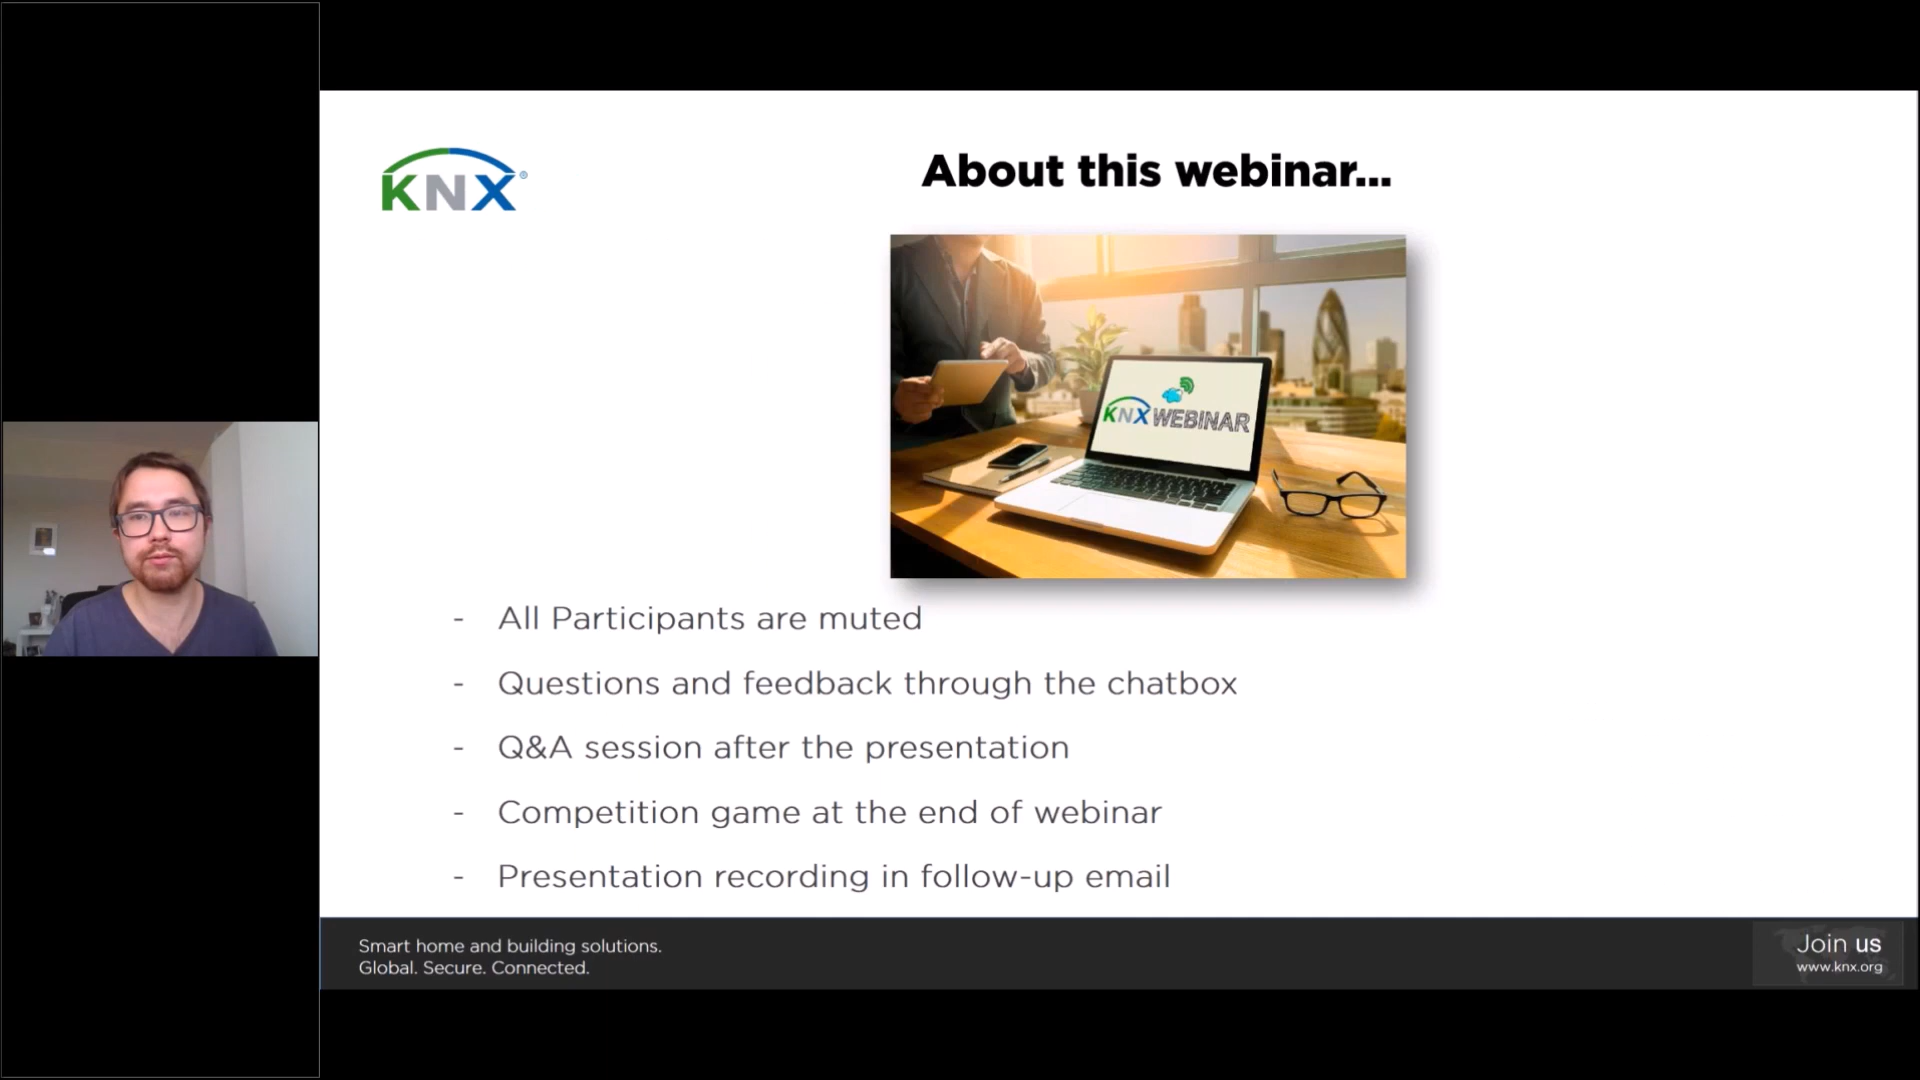 KNX®
About this webinar...
KNX WEBINAR
- All Participants are muted
- Questions and feedback through the chatbox
- Q&A session after the presentation
- Competition game at the end of webinar
- Presentation recording in follow-up email
Smart home and building solutions.
Global. Secure. Connected.
Join us
www.knx.org